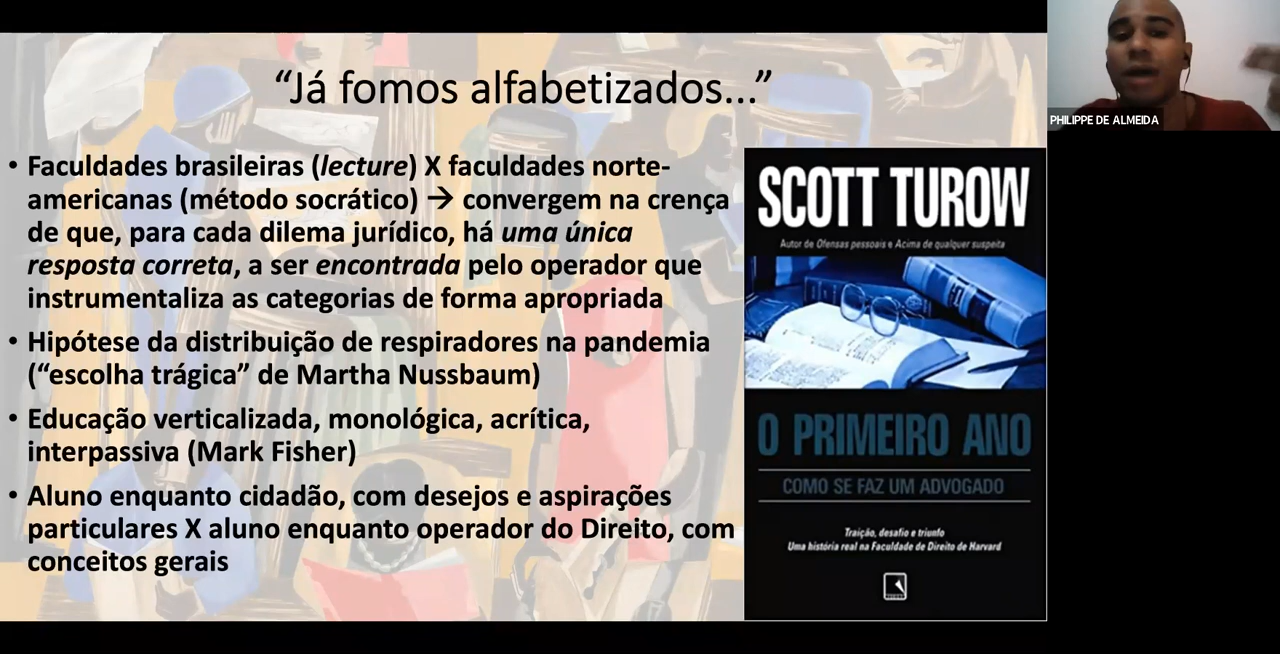 “Já fomos alfabetizados...”
• Faculdades brasileiras (lecture) X faculdades norte-
americanas (método socrático) → convergem na crença
de que, para cada dilema jurídico, há uma única
resposta correta, a ser encontrada pelo operador que
instrumentaliza as categorias de forma apropriada
• Hipótese da distribuição de respiradores na pandemia
(“escolha trágica” de Martha Nussbaum)
• Educação verticalizada, monológica, acrítica,
interpassiva (Mark Fisher)
• Aluno enquanto cidadão, com desejos e aspirações
particulares X aluno enquanto operador do Direito, com
conceitos gerais
SCOTT TUROW
Autor de Ofensas pessoais e Acima de qualquer suspeita
O PRIMEIRO ANO
COMO SE FAZ UM ADVOGADO
Traição, desafio e triunfo
Uma história real na Faculdade de Direito de Harvard
PHILIPPE DE ALMEIDA